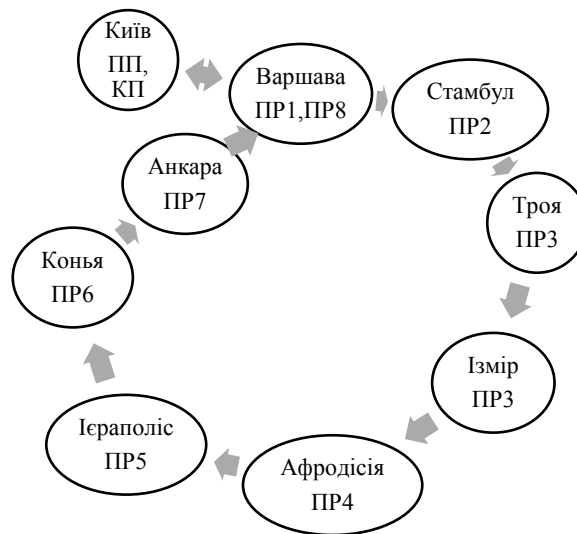 Київ
ПП,
КП
Варшава
ПР1,ПР8
Стамбул
ПР2
Троя
ПР3
Ізмір
ПР3
Афродісія
ПР4
Ієраполіс
ПР5
Конья
ПР6
Анкара
ПР7